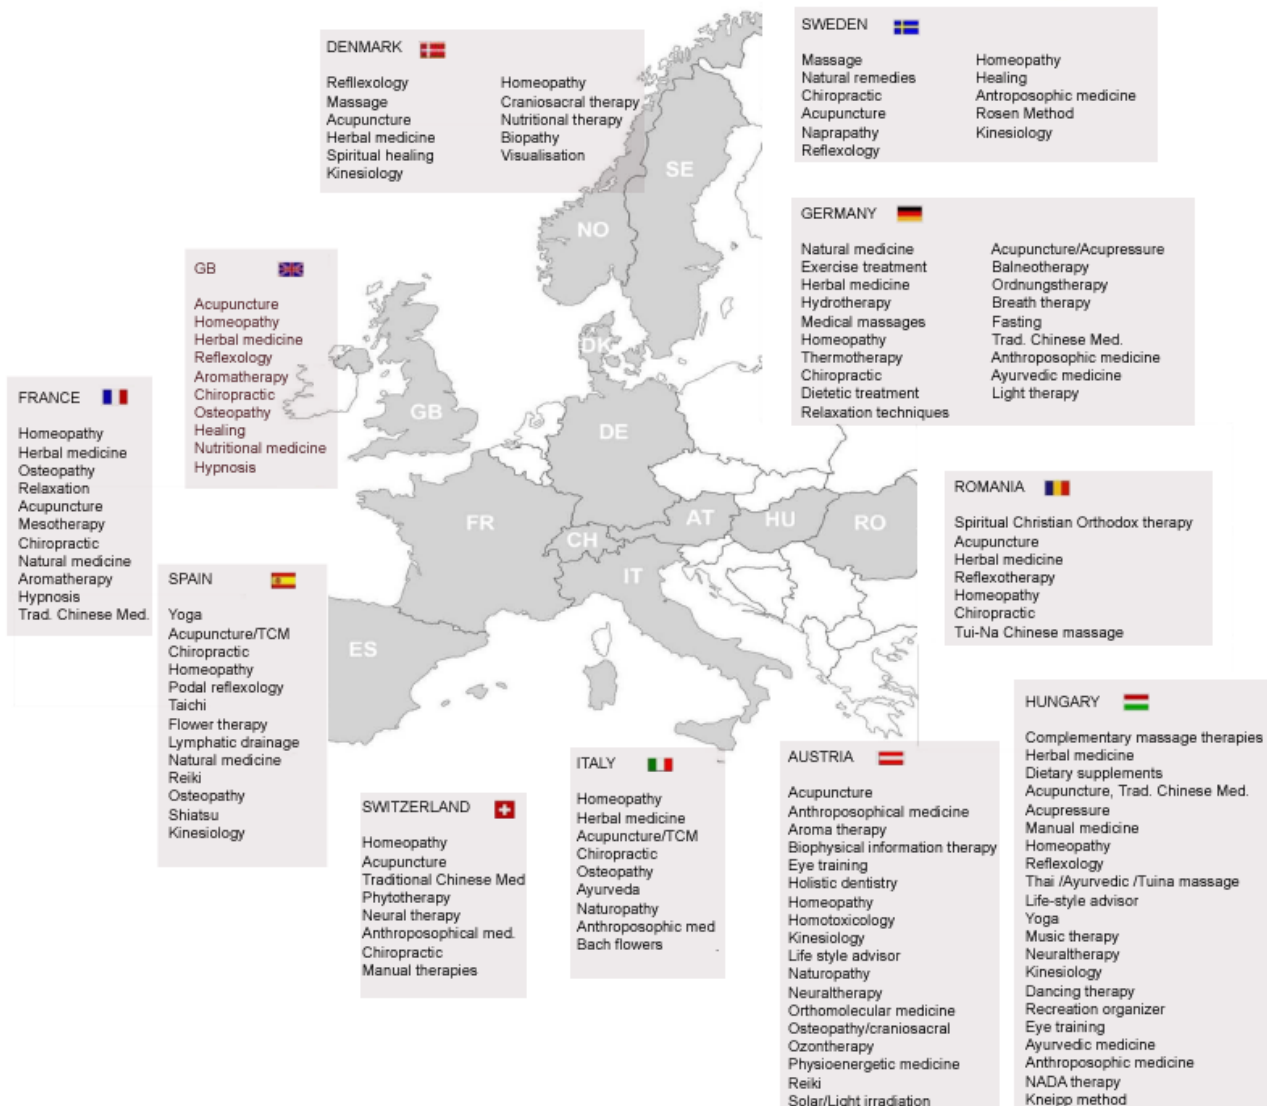 DENMARK
Refllexology
Massage
Acupuncture
Herbal medicine
Spiritual healing
Kinesiology
Homeopathy
Craniosacral therapy
Nutritional therapy
Biopathy
Visualisation
SWEDEN
Massage
Natural remedies
Chiropractic
Acupuncture
Naprapathy
Reflexology
Homeopathy
Healing
Antroposophic medicine
Rosen Method
Kinesiology
GERMANY
Natural medicine
Exercise treatment
Herbal medicine
Hydrotherapy
Medical massages
Homeopathy
Thermotherapy
Chiropractic
Dietetic treatment
Relaxation techniques
Acupuncture/Acupressure
Balneotherapy
Ordnungstherapy
Breath therapy
Fasting
Trad. Chinese Med.
Anthroposophic medicine
Ayurvedic medicine
Light therapy
GB
Acupuncture
Homeopathy
Herbal medicine
Reflexology
Aromatherapy
Chiropractic
Osteopathy
Healing
Nutritional medicine
Hypnosis
FRANCE
Homeopathy
Herbal medicine
Osteopathy
Relaxation
Acupuncture
Mesotherapy
Chiropractic
Natural medicine
Aromatherapy
Hypnosis
Trad. Chinese Med.
SE
NO
DK
GB
DE
FR
CH
AT
HU
RO
IT
ES
ROMANIA
Spiritual Christian Orthodox therapy
Acupuncture
Herbal medicine
Reflexotherapy
Homeopathy
Chiropractic
Tui-Na Chinese massage
SPAIN
Yoga
Acupuncture/TCM
Chiropractic
Homeopathy
Podal reflexology
Taichi
Flower therapy
Lymphatic drainage
Natural medicine
Reiki
Osteopathy
Shiatsu
Kinesiology
SWITZERLAND
Homeopathy
Acupuncture
Traditional Chinese Med
Phytotherapy
Neural therapy
Anthroposophical med.
Chiropractic
Manual therapies
ITALY
Homeopathy
Herbal medicine
Acupuncture/TCM
Chiropractic
Osteopathy
Ayurveda
Naturopathy
Anthroposophic med
Bach flowers
AUSTRIA
Acupuncture
Anthroposophical medicine
Aroma therapy
Biophysical information therapy
Eye training
Holistic dentistry
Homeopathy
Homotoxicology
Kinesiology
Life style advisor
Naturopathy
Neuraltherapy
Orthomolecular medicine
Osteopathy/craniosacral
Ozontherapy
Physioenergetic medicine
Reiki
Solar/Light irradiation
HUNGARY
Complementary massage therapies
Herbal medicine
Dietary supplements
Acupuncture, Trad. Chinese Med.
Acupressure
Manual medicine
Homeopathy
Reflexology
Thai /Ayurvedic /Tuina massage
Life-style advisor
Yoga
Music therapy
Neuraltherapy
Kinesiology
Dancing therapy
Recreation organizer
Eye training
Ayurvedic medicine
Anthroposophic medicine
NADA therapy
Kneipp method